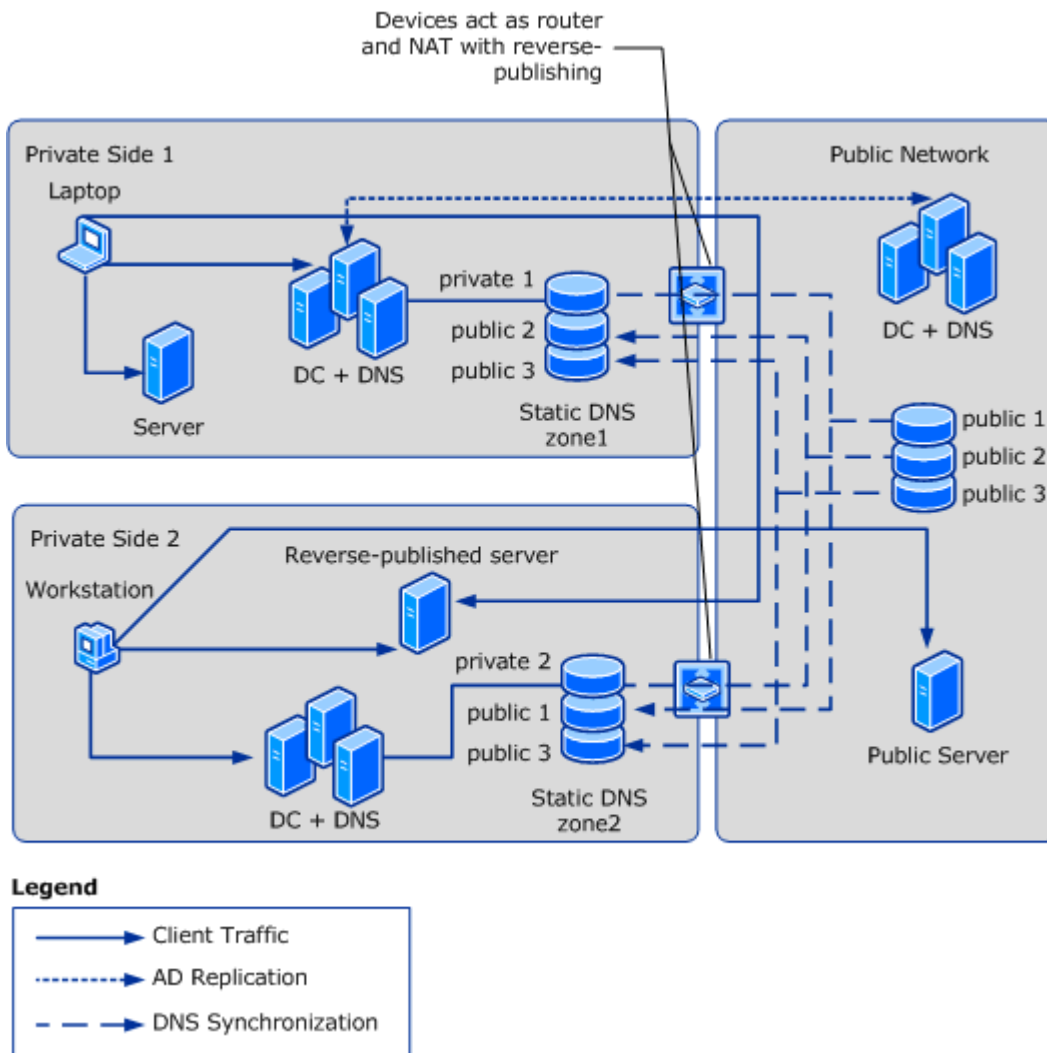 Devices act as router
and NAT with reverse-
publishing
Private Side 1
Laptop
Server
DC + DNS
private 1
public 2
public 3
Static DNS
zone1
Public Network
DC + DNS
public 1
public 2
public 3
Public Server
Private Side 2
Workstation
Reverse-published server
DC + DNS
private 2
public 1
public 3
Static DNS
zone2
Legend
Client Traffic
AD Replication
DNS Synchronization